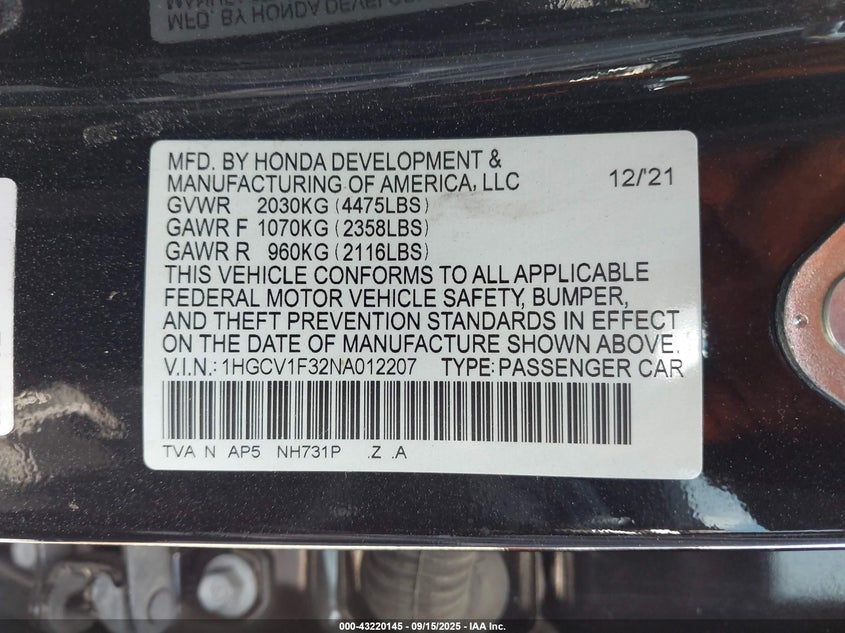 MFD. BY HONDA DEVELOPMENT &
MANUFACTURING OF AMERICA, LLC 12/'21
GVWR 2030KG (4475LBS)
GAWR F 1070KG (2358LBS)
GAWR R 960KG (2116LBS)
THIS VEHICLE CONFORMS TO ALL APPLICABLE
FEDERAL MOTOR VEHICLE SAFETY, BUMPER,
AND THEFT PREVENTION STANDARDS IN EFFECT
ON THE DATE OF MANUFACTURE SHOWN ABOVE.
V.I.N.: 1HGCV1F32NA012207 TYPE: PASSENGER CAR
TVA N AP5 NH731P .Z .A
000-43220145 - 09/15/2025 - IAA Inc.